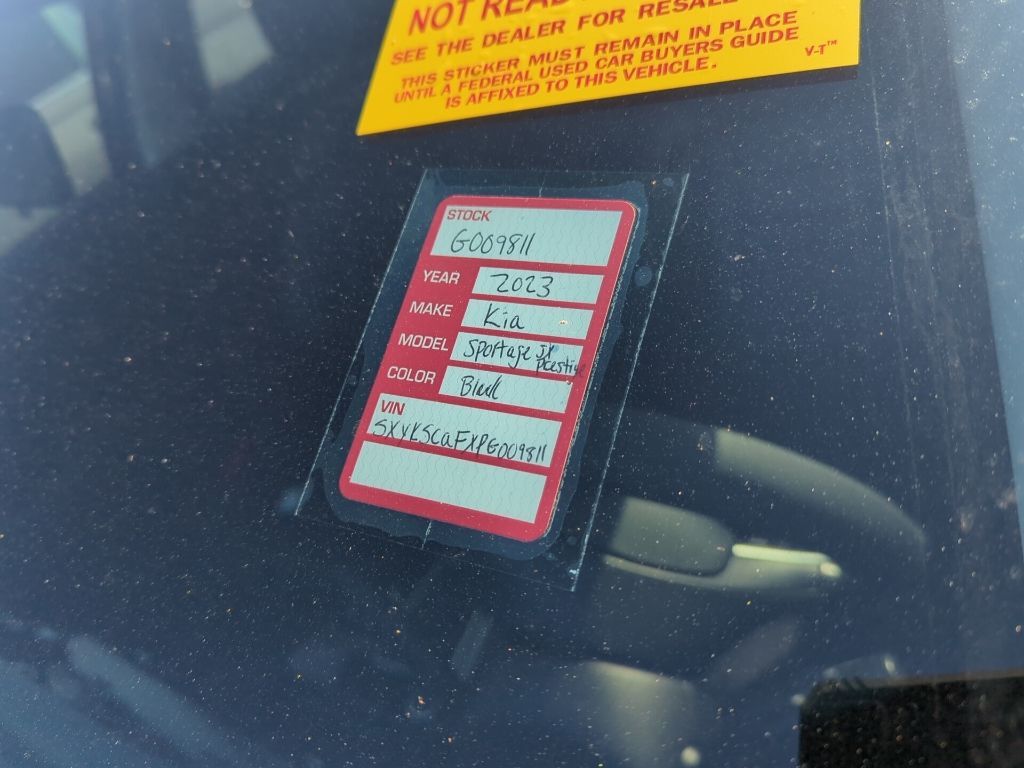 NOT
SEE THE DEALER FOR RESALE
THIS STICKER MUST REMAIN IN PLACE
UNTIL A FEDERAL USED CAR BUYERS GUIDE
IS AFFIXED TO THIS VEHICLE.
V-T™
STOCK
G009811
YEAR 2023
MAKE Kia
MODEL Sportage
COLOR Black
VIN
5XYK5CaFXPG009811